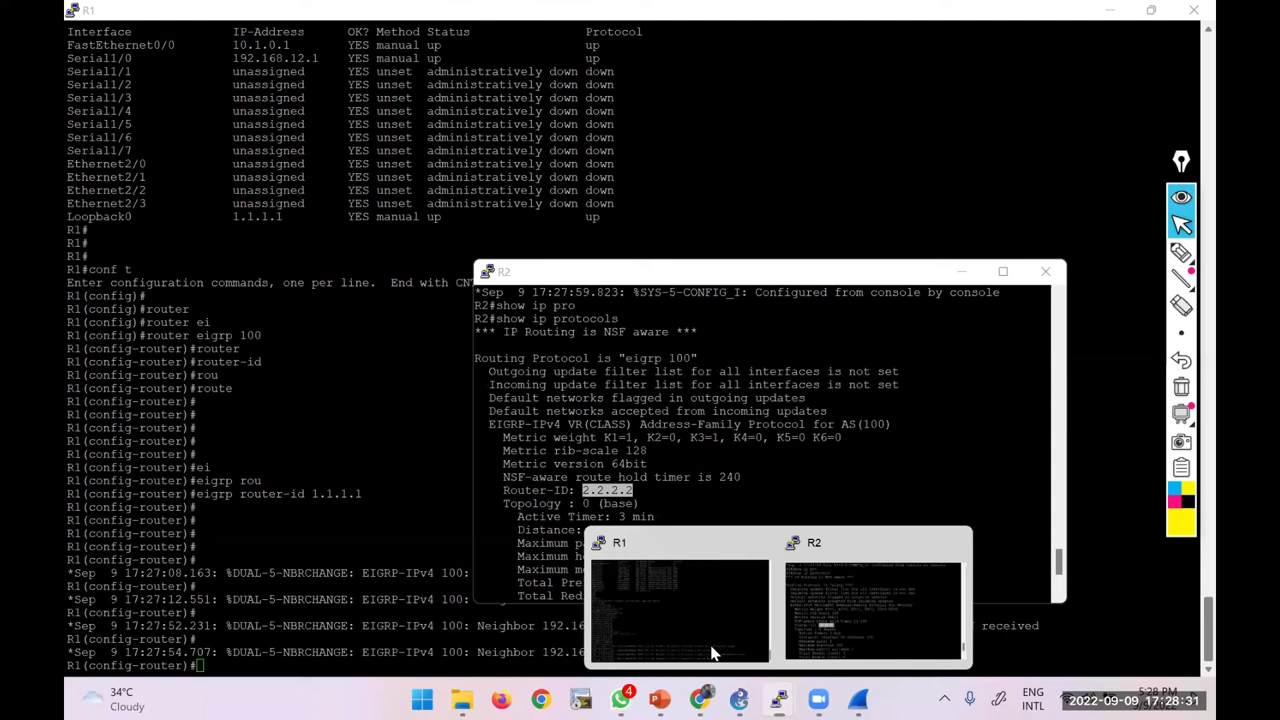 R1
Interface IP-Address OK? Method Status Protocol
FastEthernet0/0 10.1.0.1 YES manual up up
Serial1/0 192.168.12.1 YES manual up up
Serial1/1 unassigned YES unset administratively down down
Serial1/2 unassigned YES unset administratively down down
Serial1/3 unassigned YES unset administratively down down
Serial1/4 unassigned YES unset administratively down down
Serial1/5 unassigned YES unset administratively down down
Serial1/6 unassigned YES unset administratively down down
Serial1/7 unassigned YES unset administratively down down
Ethernet2/0 unassigned YES unset administratively down down
Ethernet2/1 unassigned YES unset administratively down down
Ethernet2/2 unassigned YES unset administratively down down
Ethernet2/3 unassigned YES unset administratively down down
Loopback0 1.1.1.1 YES manual up up
R1#
R1#
R1#
R1#conf t
Enter configuration commands, one per line. End with CNT
R1(config)#
R1(config)#router
R1(config)#router ei
R1(config)#router eigrp 100
R1(config-router)#router
R1(config-router)#router-id
R1(config-router)#rou
R1(config-router)#route
R1(config-router)#
R1(config-router)#
R1(config-router)#
R1(config-router)#
R1(config-router)#
R1(config-router)#ei
R1(config-router)#eigrp rou
R1(config-router)#eigrp router-id 1.1.1.1
R1(config-router)#
R1(config-router)#
R1(config-router)#
R1(config-router)#
R1(config-router)#
*Sep 9 17:27:08.163: %DUAL-5-NBRCHANGE: EIGRP-IPv4 100:
R1(config-router)#
*Sep 9 17:27:12.551: %DUAL-5-NBRCHANGE: EIGRP-IPv4 100:
R1(config-router)#
*Sep 9 17:27:50.231: %DUAL-5-NBRCHANGE: EIGRP-IPv4 100: Neighbor 192.16 received
R1(config-router)#
*Sep 9 17:27:54.707: %DUAL-5-NBRCHANGE: EIGRP-IPv4 100: Neighbor
R1(config-router)#
R2
*Sep 9 17:27:59.823: %SYS-5-CONFIG_I: Configured from console by console
R2#show ip pro
R2#show ip protocols
*** IP Routing is NSF aware ***
Routing Protocol is "eigrp 100"
Outgoing update filter list for all interfaces is not set
Incoming update filter list for all interfaces is not set
Default networks flagged in outgoing updates
Default networks accepted from incoming updates
EIGRP-IPv4 VR(CLASS) Address-Family Protocol for AS(100)
Metric weight K1=1, K2=0, K3=1, K4=0, K5=0 K6=0
Metric rib-scale 128
Metric version 64bit
NSF-aware route hold timer is 240
Router-ID: 2.2.2.2
Topology : 0 (base)
Active Timer: 3 min
Distance:
Maximum pa
Maximum ho
Maximum me
Total Pre
Total Red
R1
R2
Cloudy
4
ENG
INTL
5:28 PM
2022-09-09 17:28:31